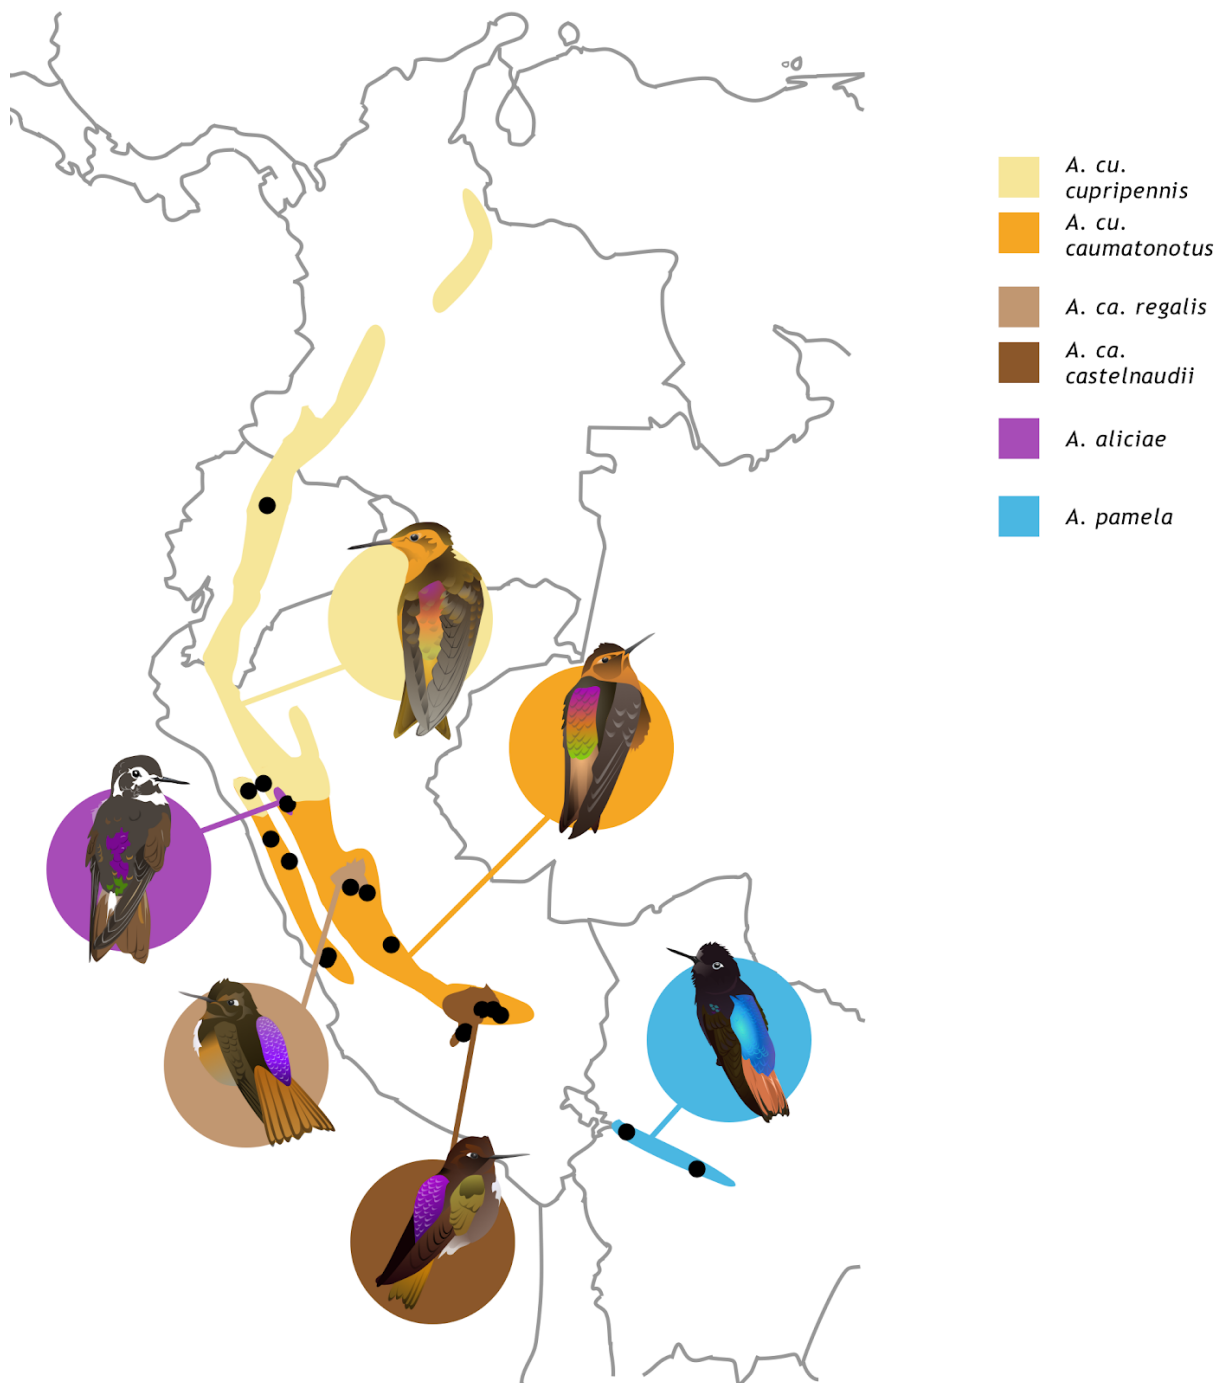 A. cu.
cupripennis
A. cu.
caumatonotus
A. ca. regalis
A. ca.
castelnaudii
A. aliciae
A. pamela